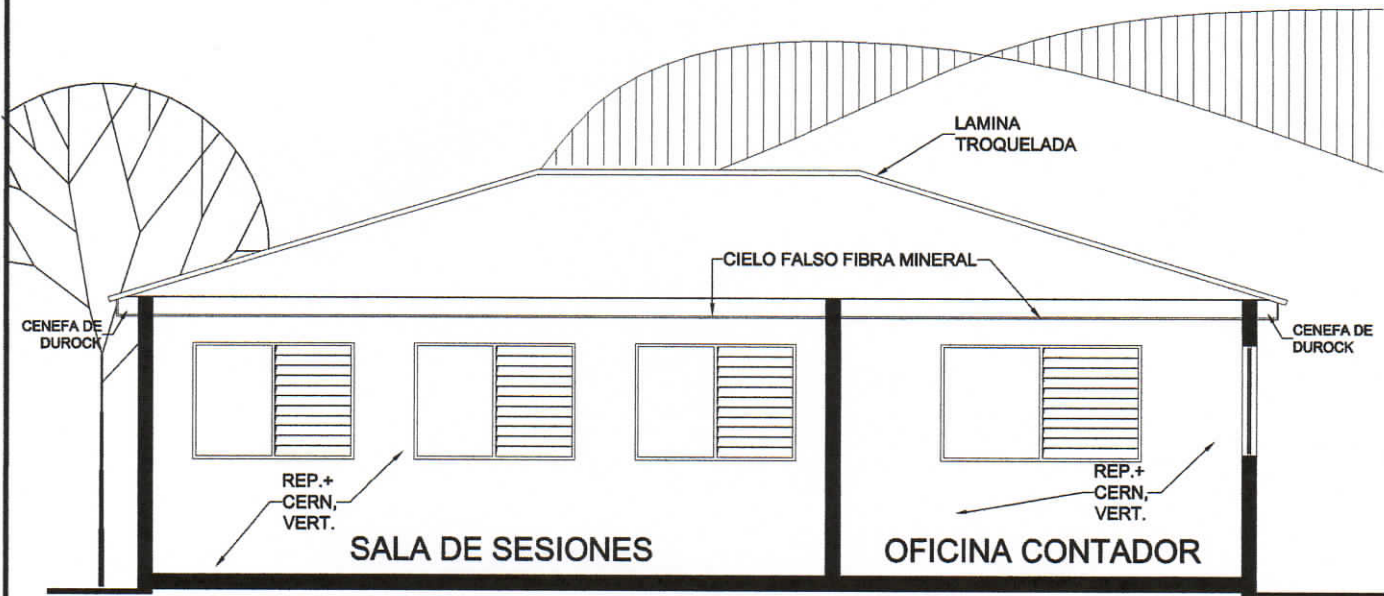 LAMINA
TROQUELADA
CIELO FALSO FIBRA MINERAL
CENEFA DE
DUROCK
CENEFA DE
DUROCK
REP.+
CERN,
VERT.
REP.+
CERN,
VERT.
SALA DE SESIONES
OFICINA CONTADOR